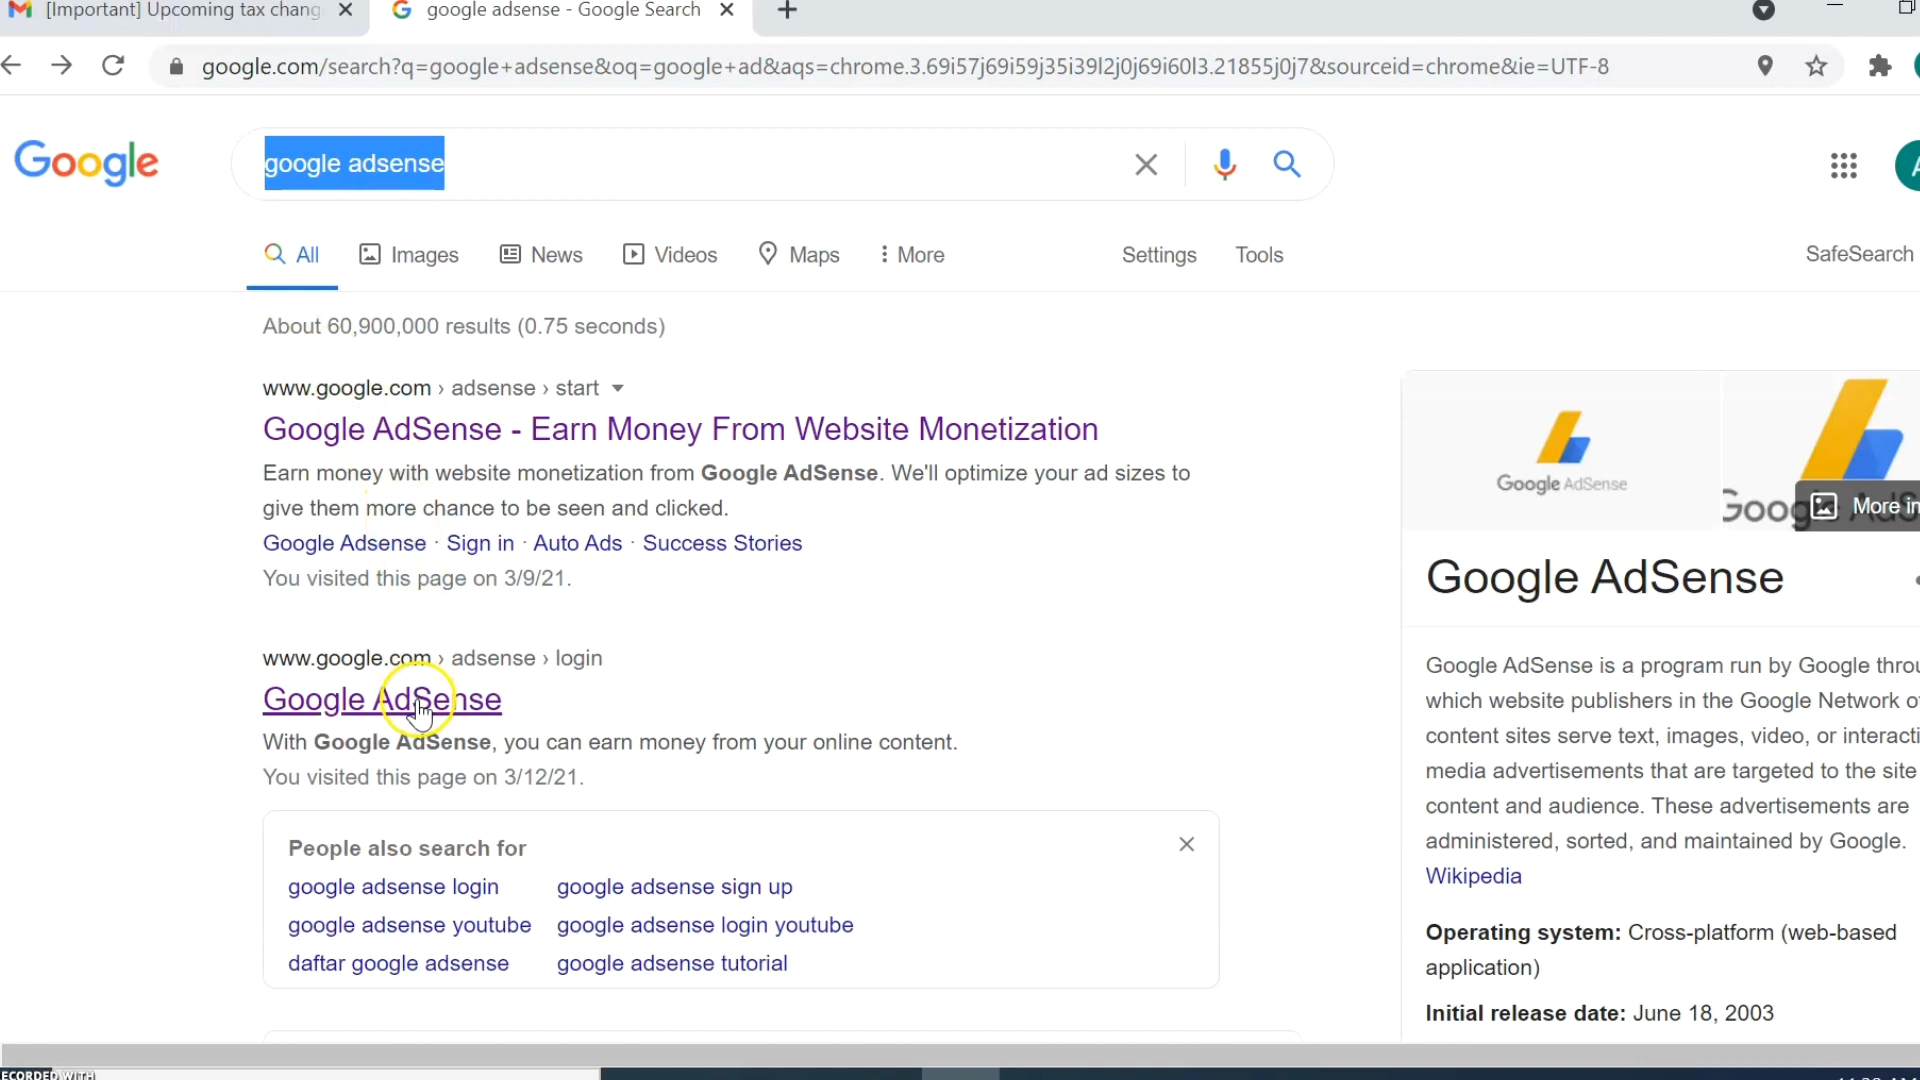 [Important] Upcoming tax chang
google adsense - Google Search
google.com/search?q=google+adsense&oq=google+ad&aqs=chrome.3.69i57j69i59j35i39l2j0j69i60l3.21855j0j7&sourceid=chrome&ie=UTF-8
Google
google adsense
All
Images
News
Videos
Maps
More
Settings
Tools
SafeSearch
About 60,900,000 results (0.75 seconds)
www.google.com › adsense › start
Google AdSense - Earn Money From Website Monetization
Earn money with website monetization from Google AdSense. We'll optimize your ad sizes to
give them more chance to be seen and clicked.
Google Adsense · Sign in · Auto Ads · Success Stories
You visited this page on 3/9/21.
www.google.com › adsense › login
Google AdSense
With Google AdSense, you can earn money from your online content.
You visited this page on 3/12/21.
People also search for
google adsense login
google adsense sign up
google adsense youtube
google adsense login youtube
daftar google adsense
google adsense tutorial
Google AdSense
More
Google AdSense
Google AdSense is a program run by Google
which website publishers in the Google Network
content sites serve text, images, video, or
media advertisements that are targeted to the site
content and audience. These advertisements are
administered, sorted, and maintained by Google.
Wikipedia
Operating system: Cross-platform (web-based
application)
Initial release date: June 18, 2003
ECORDED WITH